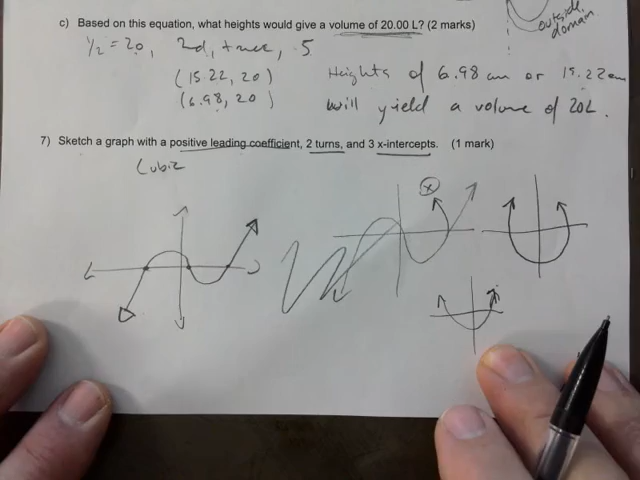 outside
domain
c) Based on this equation, what heights would give a volume of 20.00 L? (2 marks)
Y2 = 20, 2nd, trace, 5
(15.22, 20)
(6.98, 20)
Heights of 6.98 cm or 15.22 cm
will yield a volume of 20L.
7) Sketch a graph with a positive leading coefficient, 2 turns, and 3 x-intercepts. (1 mark)
Cubic
x